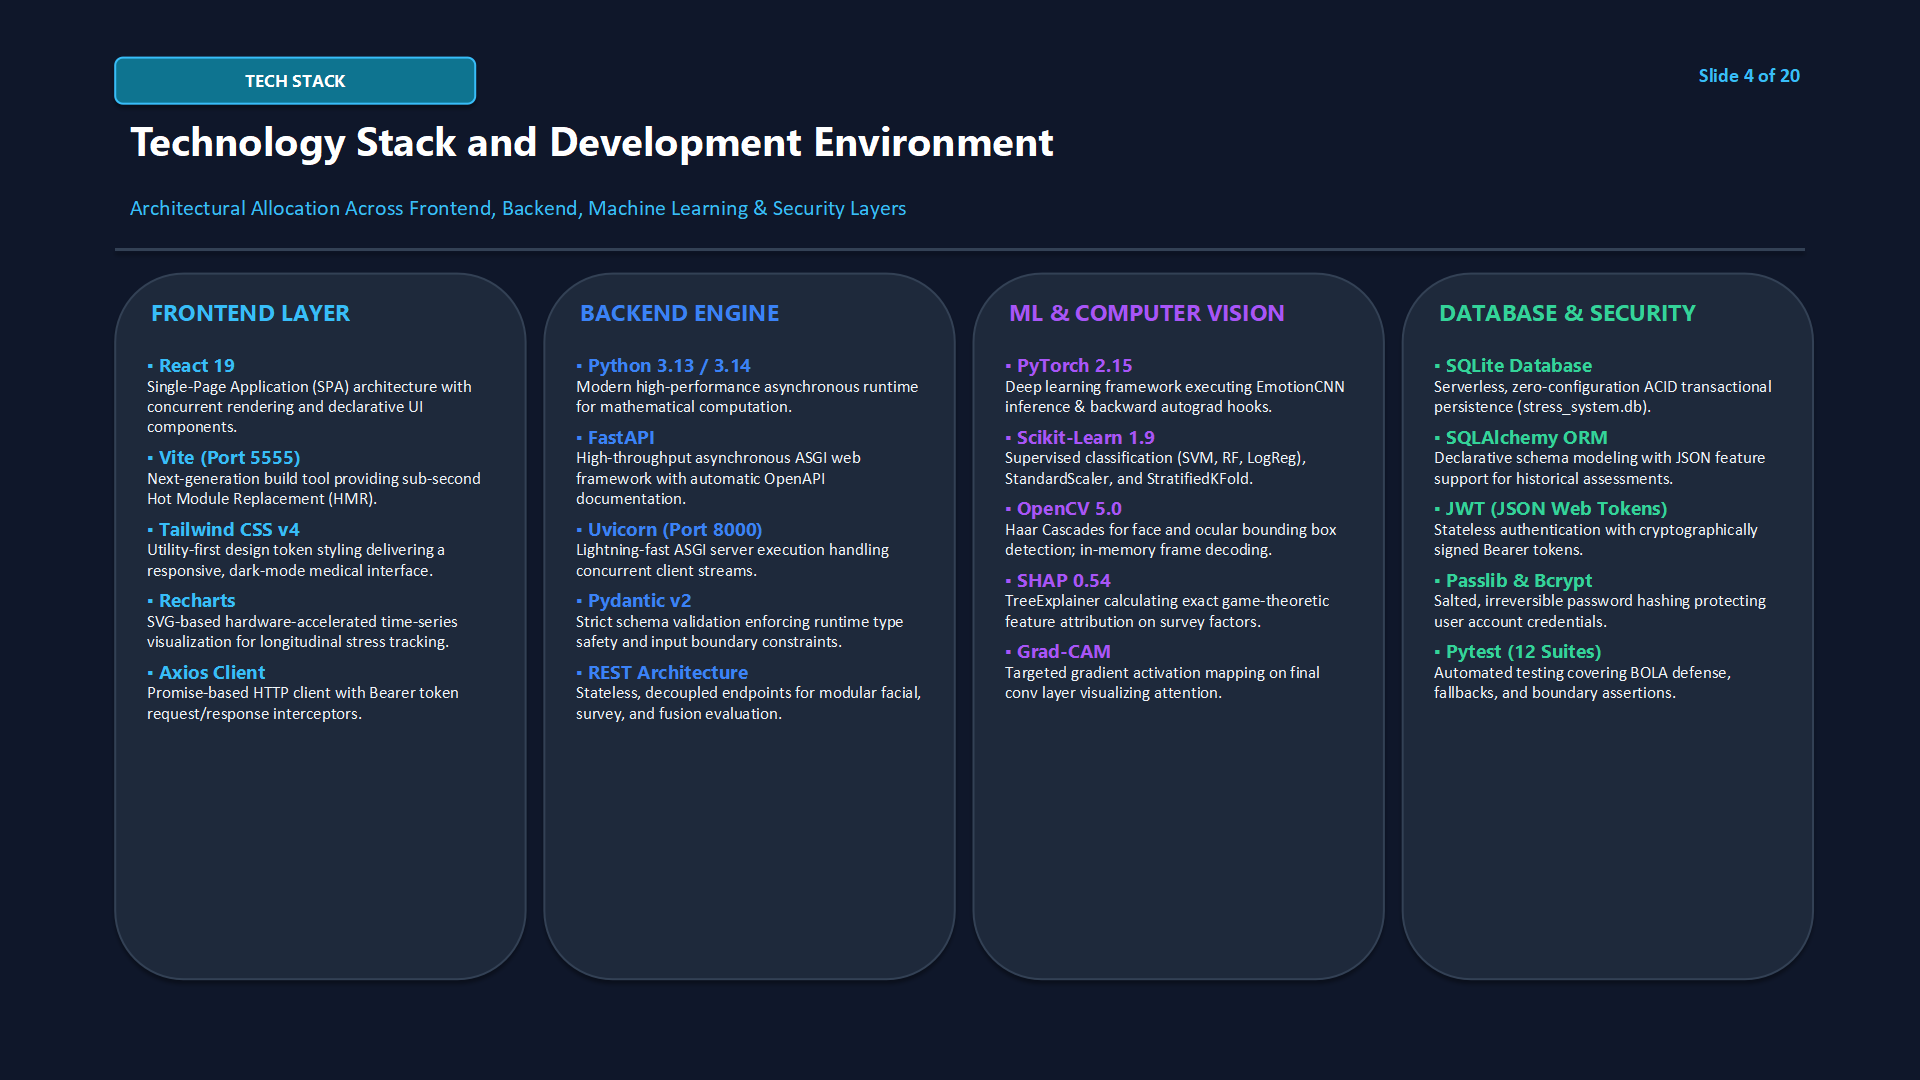 TECH STACK
Slide 4 of 20
Technology Stack and Development Environment
Architectural Allocation Across Frontend, Backend, Machine Learning & Security Layers
FRONTEND LAYER
▪ React 19
Single-Page Application (SPA) architecture with
concurrent rendering and declarative UI
components.
▪ Vite (Port 5555)
Next-generation build tool providing sub-second
Hot Module Replacement (HMR).
▪ Tailwind CSS v4
Utility-first design token styling delivering a
responsive, dark-mode medical interface.
▪ Recharts
SVG-based hardware-accelerated time-series
visualization for longitudinal stress tracking.
▪ Axios Client
Promise-based HTTP client with Bearer token
request/response interceptors.
BACKEND ENGINE
▪ Python 3.13 / 3.14
Modern high-performance asynchronous runtime
for mathematical computation.
▪ FastAPI
High-throughput asynchronous ASGI web
framework with automatic OpenAPI
documentation.
▪ Uvicorn (Port 8000)
Lightning-fast ASGI server execution handling
concurrent client streams.
▪ Pydantic v2
Strict schema validation enforcing runtime type
safety and input boundary constraints.
▪ REST Architecture
Stateless, decoupled endpoints for modular facial,
survey, and fusion evaluation.
ML & COMPUTER VISION
▪ PyTorch 2.15
Deep learning framework executing EmotionCNN
inference & backward autograd hooks.
▪ Scikit-Learn 1.9
Supervised classification (SVM, RF, LogReg),
StandardScaler, and StratifiedKFold.
▪ OpenCV 5.0
Haar Cascades for face and ocular bounding box
detection; in-memory frame decoding.
▪ SHAP 0.54
TreeExplainer calculating exact game-theoretic
feature attribution on survey factors.
▪ Grad-CAM
Targeted gradient activation mapping on final
conv layer visualizing attention.
DATABASE & SECURITY
▪ SQLite Database
Serverless, zero-configuration ACID transactional
persistence (stress_system.db).
▪ SQLAlchemy ORM
Declarative schema modeling with JSON feature
support for historical assessments.
▪ JWT (JSON Web Tokens)
Stateless authentication with cryptographically
signed Bearer tokens.
▪ Passlib & Bcrypt
Salted, irreversible password hashing protecting
user account credentials.
▪ Pytest (12 Suites)
Automated testing covering BOLA defense,
fallbacks, and boundary assertions.